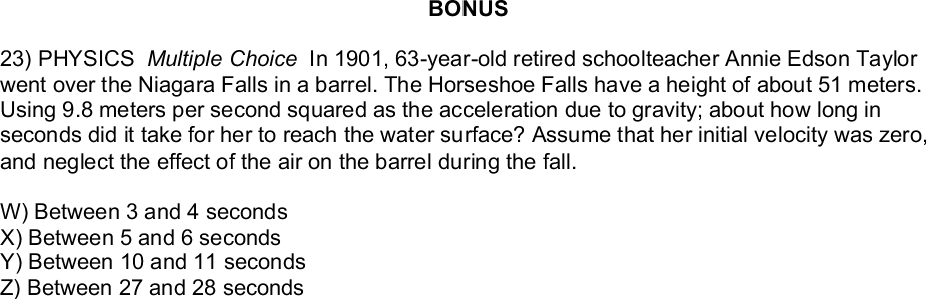 BONUS
23) PHYSICS Multiple Choice In 1901, 63-year-old retired schoolteacher Annie Edson Taylor
went over the Niagara Falls in a barrel. The Horseshoe Falls have a height of about 51 meters.
Using 9.8 meters per second squared as the acceleration due to gravity; about how long in
seconds did it take for her to reach the water surface? Assume that her initial velocity was zero,
and neglect the effect of the air on the barrel during the fall.
W) Between 3 and 4 seconds
X) Between 5 and 6 seconds
Y) Between 10 and 11 seconds
Z) Between 27 and 28 seconds